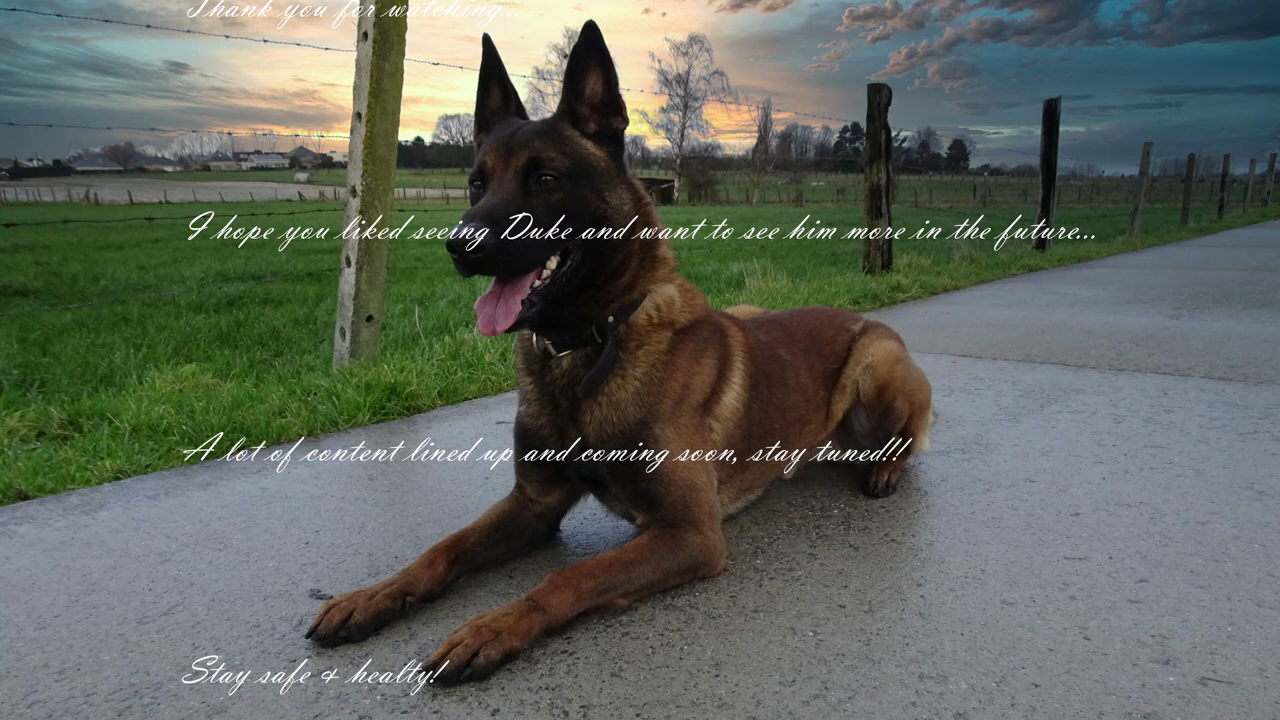 Thank you for watching...
I hope you liked seeing Duke and want to see him more in the future...
A lot of content lined up and coming soon, stay tuned!!
Stay safe & healty!